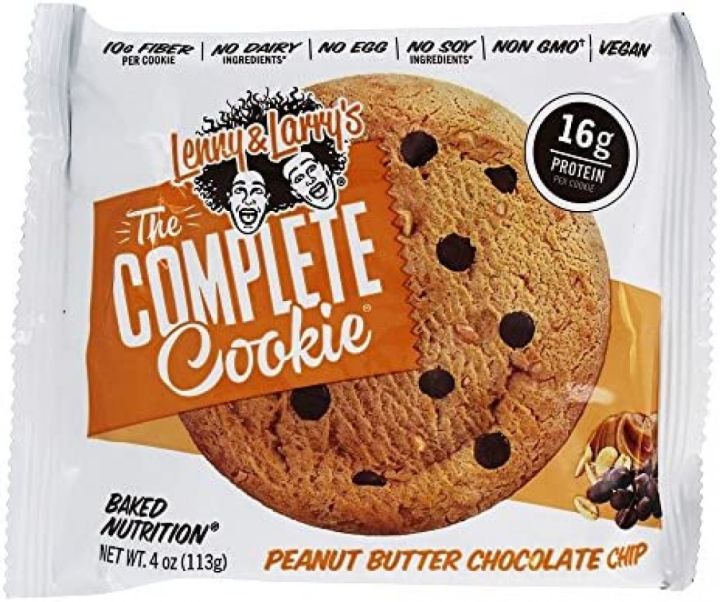 10g FIBER | NO DAIRY | NO EGG | NO SOY | NON GMO† | VEGAN
PER COOKIE INGREDIENTS* INGREDIENTS*
Lenny & Larry's®
16g
PROTEIN
PER COOKIE
The
COMPLETE
Cookie®
BAKED
NUTRITION®
NET WT. 4 oz (113g)
PEANUT BUTTER CHOCOLATE CHIP